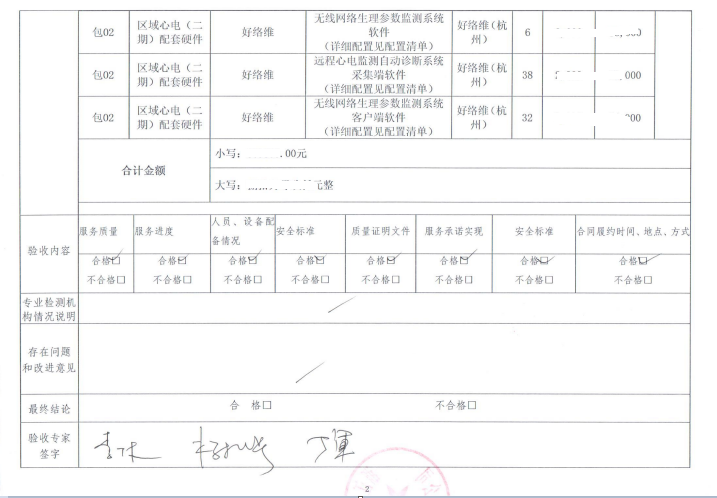 包02 区域心电（二期）配套硬件 好络维 无线网络生理参数监测系统软件（详细配置见配置清单） 好络维(杭州） 6
包02 区域心电（二期）配套硬件 好络维 远程心电监测自动诊断系统采集端软件（详细配置见配置清单） 好络维(杭州） 38 ,000
包02 区域心电（二期）配套硬件 好络维 无线网络生理参数监测系统客户端软件（详细配置见配置清单） 好络维(杭州） 32 00
合计金额
小写： .00元
大写： 元整
验收内容
服务质量 服务进度 人员、设备配备情况 安全标准 质量证明文件 服务承诺实现 安全标准 合同履约时间、地点、方式
合格☐ 合格☐ 合格☐ 合格☐ 合格☐ 合格☐ 合格☐ 合格☐
不合格☐ 不合格☐ 不合格☐ 不合格☐ 不合格☐ 不合格☐ 不合格☐ 不合格☐
专业检测机构情况说明
存在问题
和改进意见
最终结论 合 格☐ 不合格☐
验收专家
签字
2